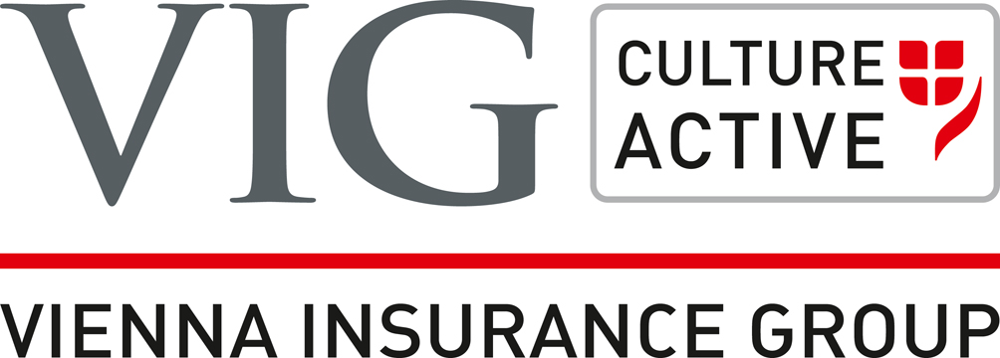 VIG
CULTURE
ACTIVE
VIENNA INSURANCE GROUP